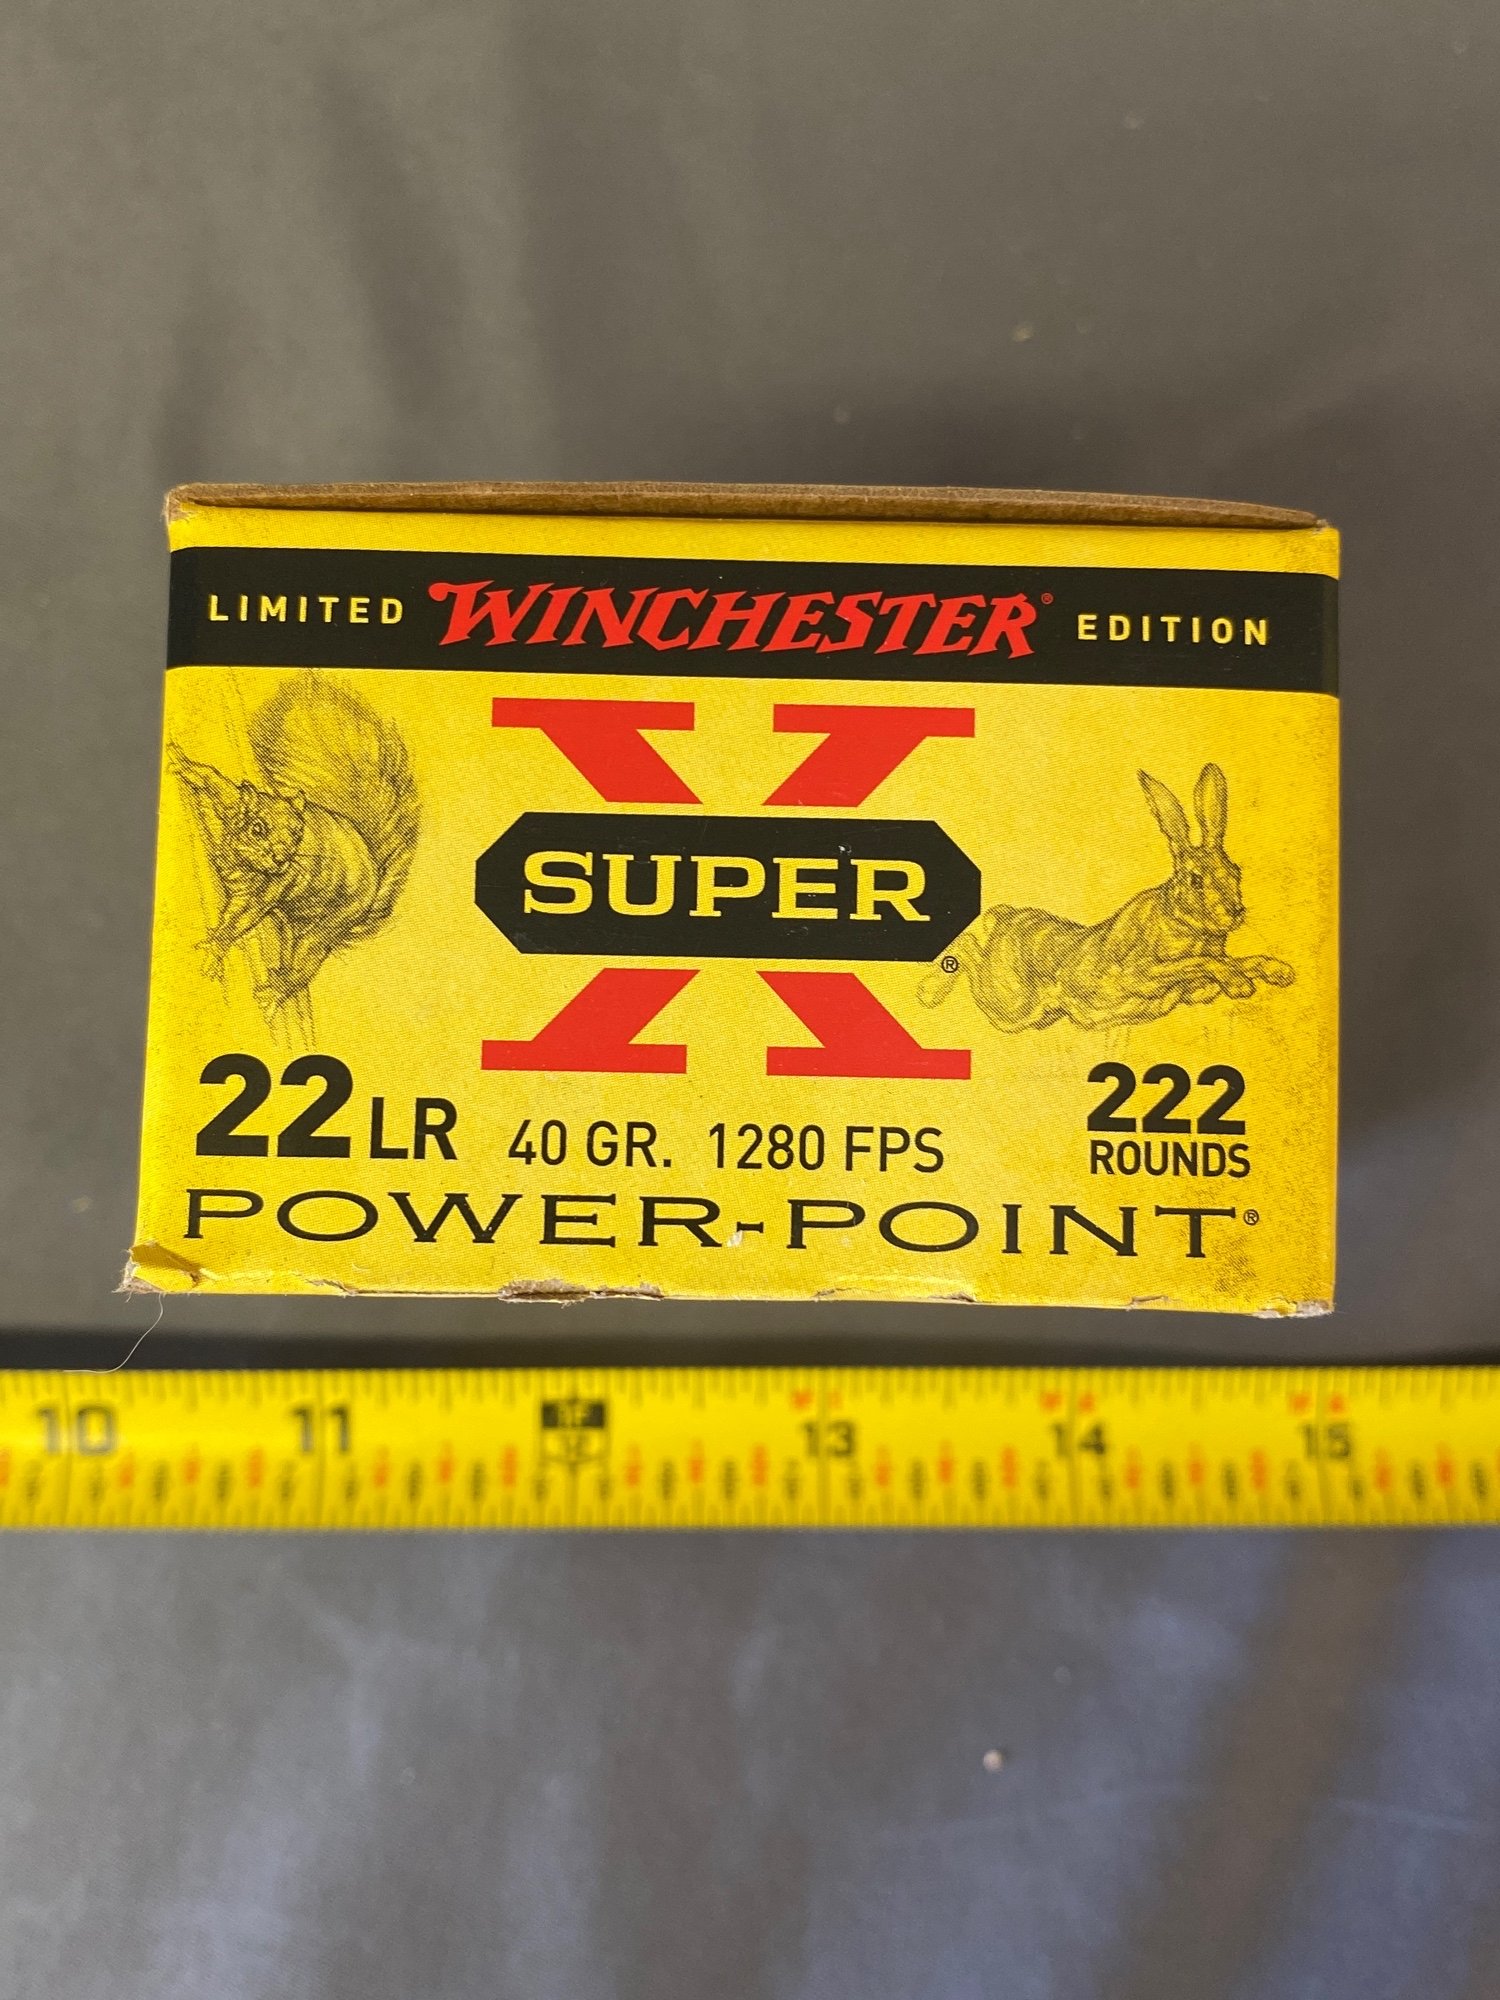 LIMITED WINCHESTER® EDITION
X
SUPER®
22 LR 40 GR. 1280 FPS 222 ROUNDS
POWER-POINT®
10 11 13 14 15